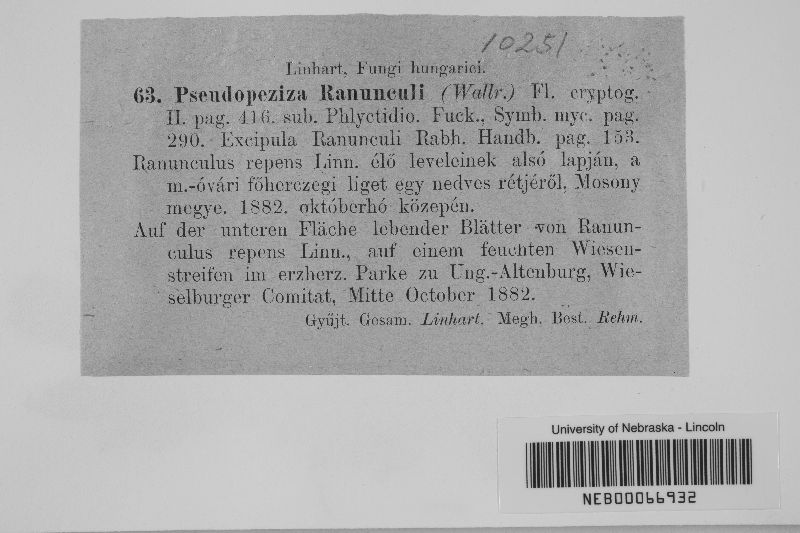 10251
Linhart, Fungi hungarici.
63. Pseudopeziza Ranunculi (Wallr.) Fl. cryptog.
II. pag. 416. sub. Phlyctidio. Fuck., Symb. myc. pag.
290. Excipula Ranunculi Rabh. Handb. pag. 153.
Ranunculus repens Linn. élő leveleinek alsó lapján, a
m.-óvári főherczegi liget egy nedves rétjéről, Mosony
megye. 1882. októberhó közepén.
Auf der unteren Fläche lebender Blätter von Ranun-
culus repens Linn., auf einem feuchten Wiesen-
streifen im erzherz. Parke zu Ung.-Altenburg, Wie-
selburger Comitat, Mitte October 1882.
Gyűjt. Gesam. Linhart. Megh. Best. Rehm.
University of Nebraska - Lincoln
NEB00066932